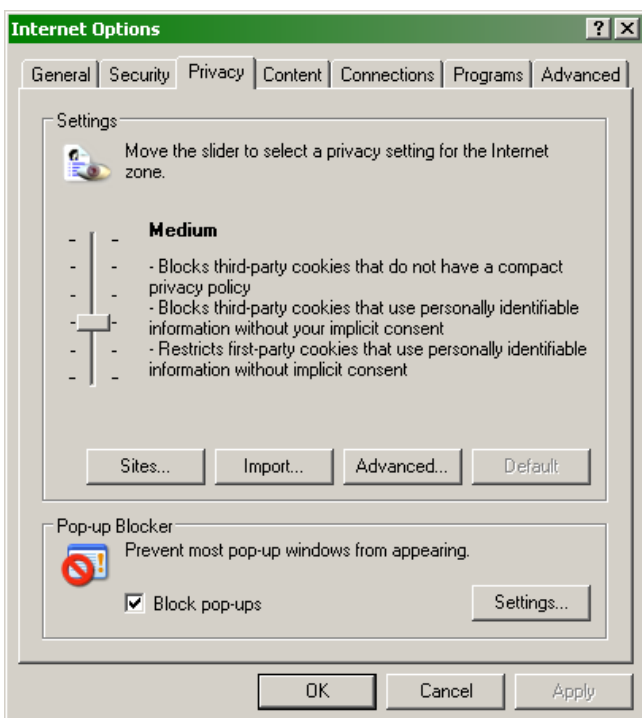 Internet Options
General Security Privacy Content Connections Programs Advanced
Settings
Move the slider to select a privacy setting for the Internet
zone.
Medium
- Blocks third-party cookies that do not have a compact
privacy policy
- Blocks third-party cookies that use personally identifiable
information without your implicit consent
- Restricts first-party cookies that use personally identifiable
information without implicit consent
Sites... Import... Advanced... Default
Pop-up Blocker
Prevent most pop-up windows from appearing.
Block pop-ups Settings...
OK Cancel Apply